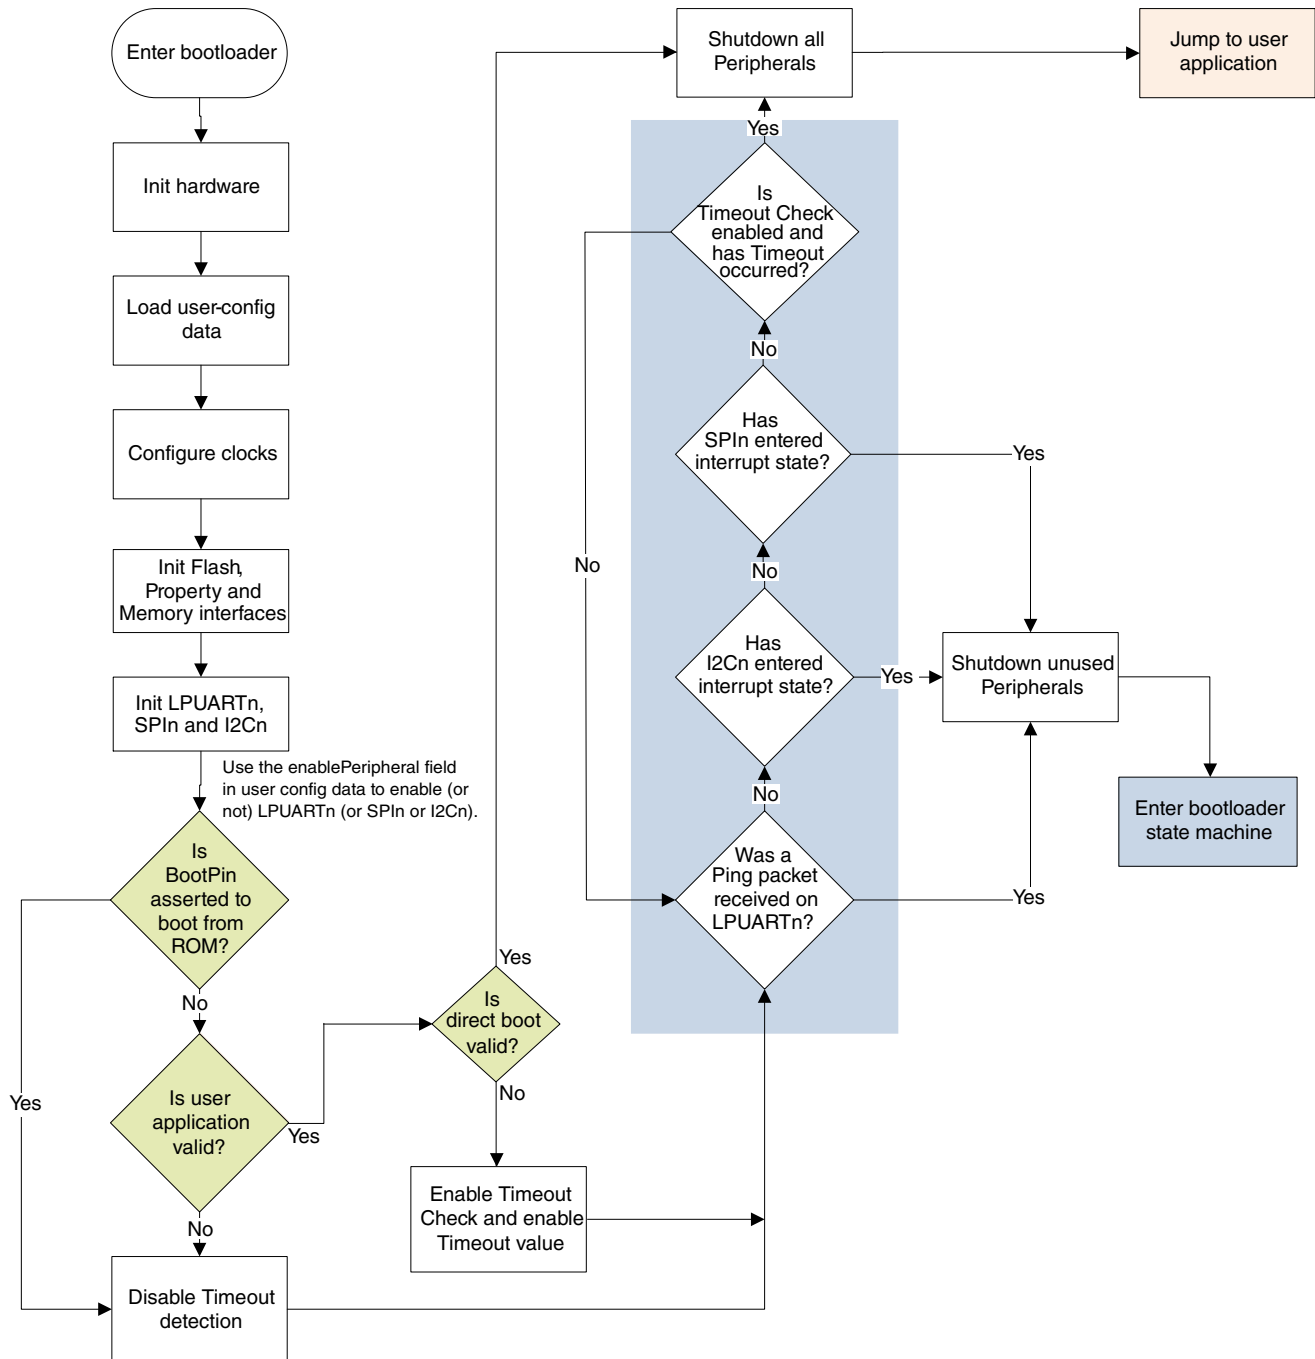 Enter bootloader
Init hardware
Load user-config
data
Configure clocks
Init Flash,
Property and
Memory interfaces
Init LPUARTn,
SPIn and I2Cn
Use the enablePeripheral field
in user config data to enable (or
not) LPUARTn (or SPIn or I2Cn).
Is
BootPin
asserted to
boot from
ROM?
No
Yes
Is user
application
valid?
Yes
No
Disable Timeout
detection
Yes
Is
direct boot
valid?
No
Enable Timeout
Check and enable
Timeout value
Shutdown all
Peripherals
Jump to user
application
Yes
Is
Timeout Check
enabled and
has Timeout
occurred?
No
No
Has
SPIn entered
interrupt state?
Yes
No
Has
I2Cn entered
interrupt state?
Yes
No
Was a
Ping packet
received on
LPUARTn?
Yes
Shutdown unused
Peripherals
Enter bootloader
state machine